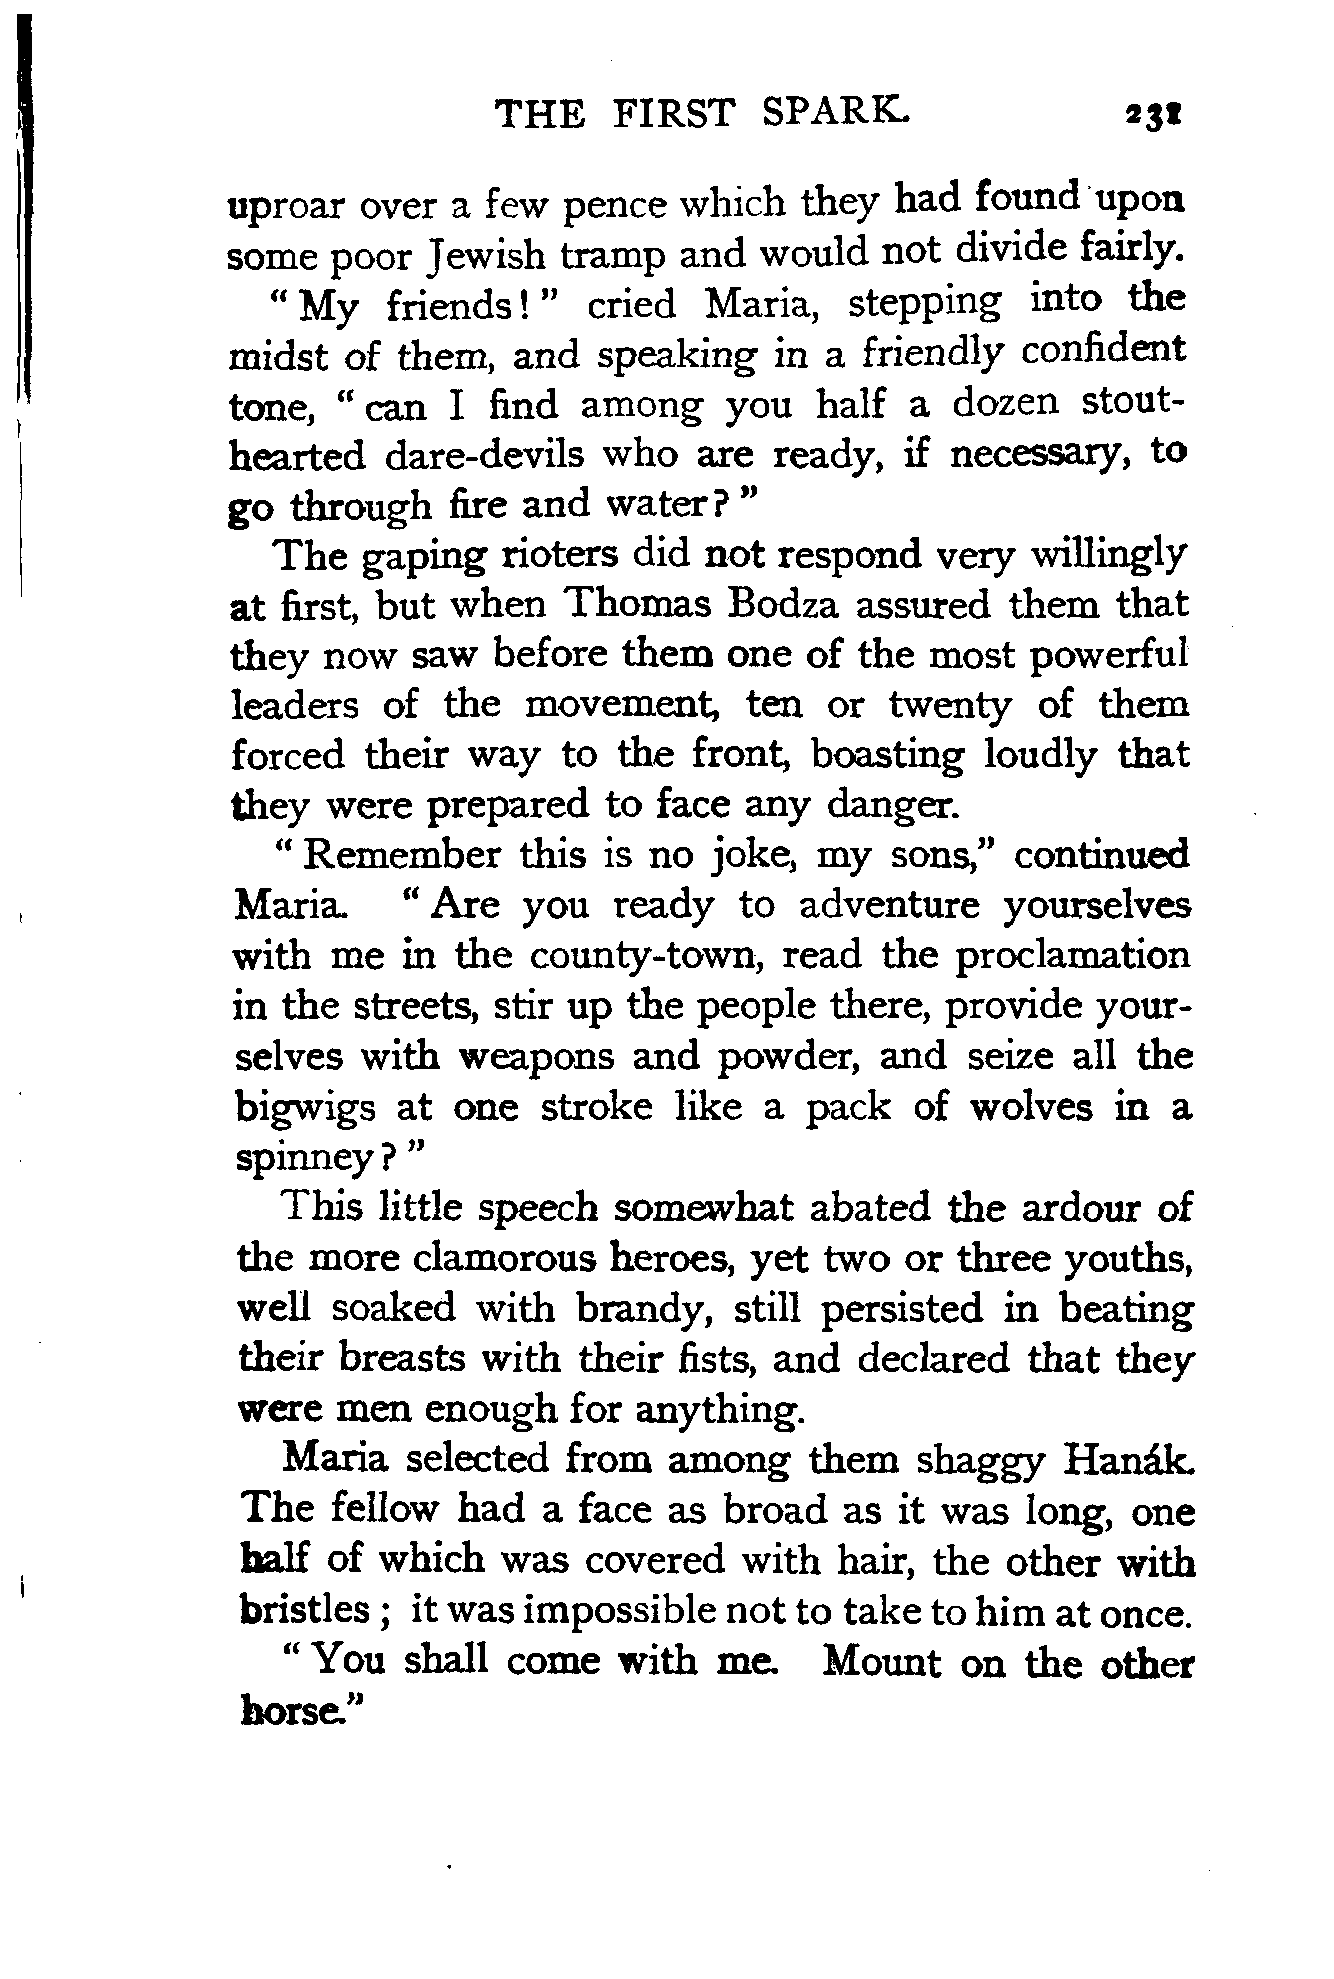 THE FIRST SPARK. 231
uproar over a few pence which they had found upon
some poor Jewish tramp and would not divide fairly.
“ My friends! ” cried Maria, stepping into the
midst of them, and speaking in a friendly confident
tone, “ can I find among you half a dozen stout-
hearted dare-devils who are ready, if necessary, to
go through fire and water? ”
The gaping rioters did not respond very willingly
at first, but when Thomas Bodza assured them that
they now saw before them one of the most powerful
leaders of the movement, ten or twenty of them
forced their way to the front, boasting loudly that
they were prepared to face any danger.
“ Remember this is no joke, my sons,” continued
Maria. “ Are you ready to adventure yourselves
with me in the county-town, read the proclamation
in the streets, stir up the people there, provide your-
selves with weapons and powder, and seize all the
bigwigs at one stroke like a pack of wolves in a
spinney? ”
This little speech somewhat abated the ardour of
the more clamorous heroes, yet two or three youths,
well soaked with brandy, still persisted in beating
their breasts with their fists, and declared that they
were men enough for anything.
Maria selected from among them shaggy Hanák.
The fellow had a face as broad as it was long, one
half of which was covered with hair, the other with
bristles ; it was impossible not to take to him at once.
“ You shall come with me. Mount on the other
horse.”